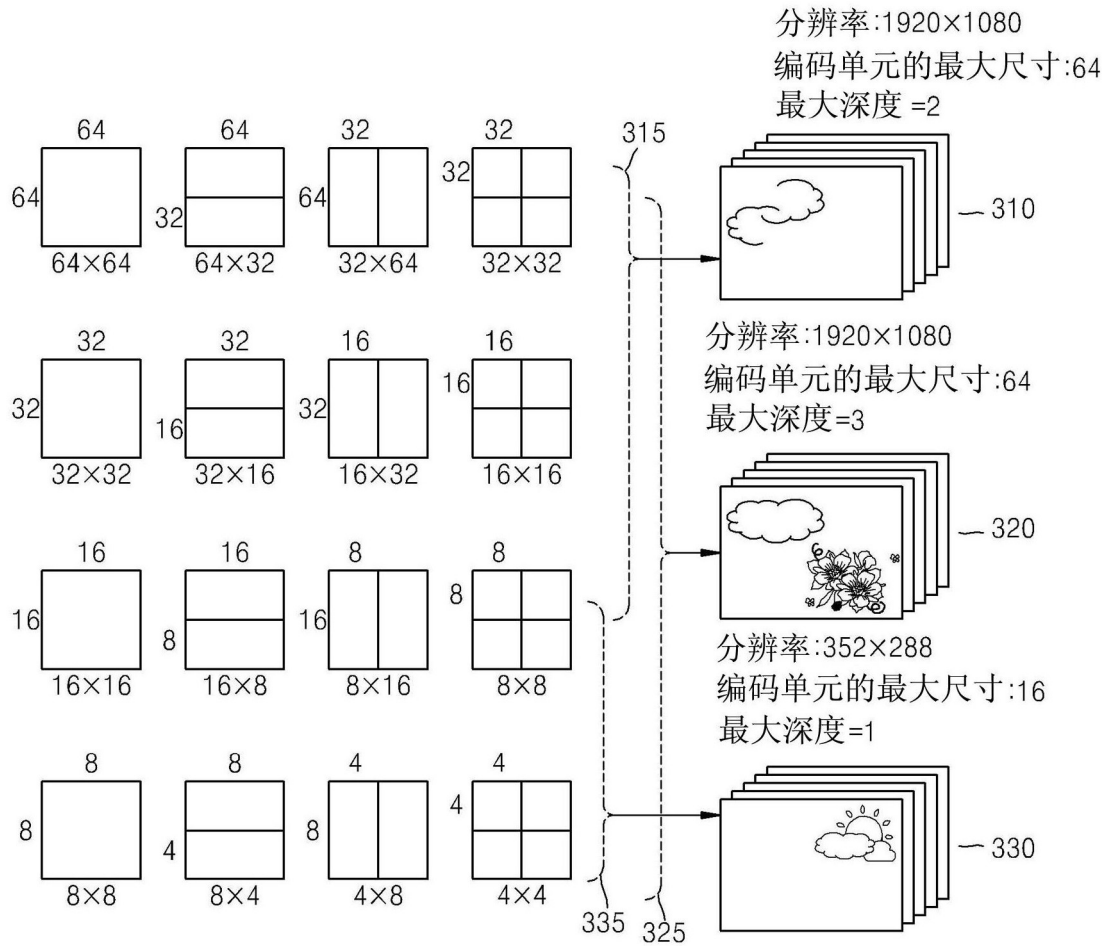 分辨率:1920×1080
编码单元的最大尺寸:64
最大深度 =2
64 64 32 32 315
64 32 64 32 310
64×64 64×32 32×64 32×32
分辨率:1920×1080
编码单元的最大尺寸:64
最大深度=3
32 32 16 16
32 16 32 16
32×32 32×16 16×32 16×16
320
16 16 8 8
16 8 16 8
16×16 16×8 8×16 8×8
分辨率:352×288
编码单元的最大尺寸:16
最大深度=1
8 8 4 4
8 4 8 4
8×8 8×4 4×8 4×4
330
335 325